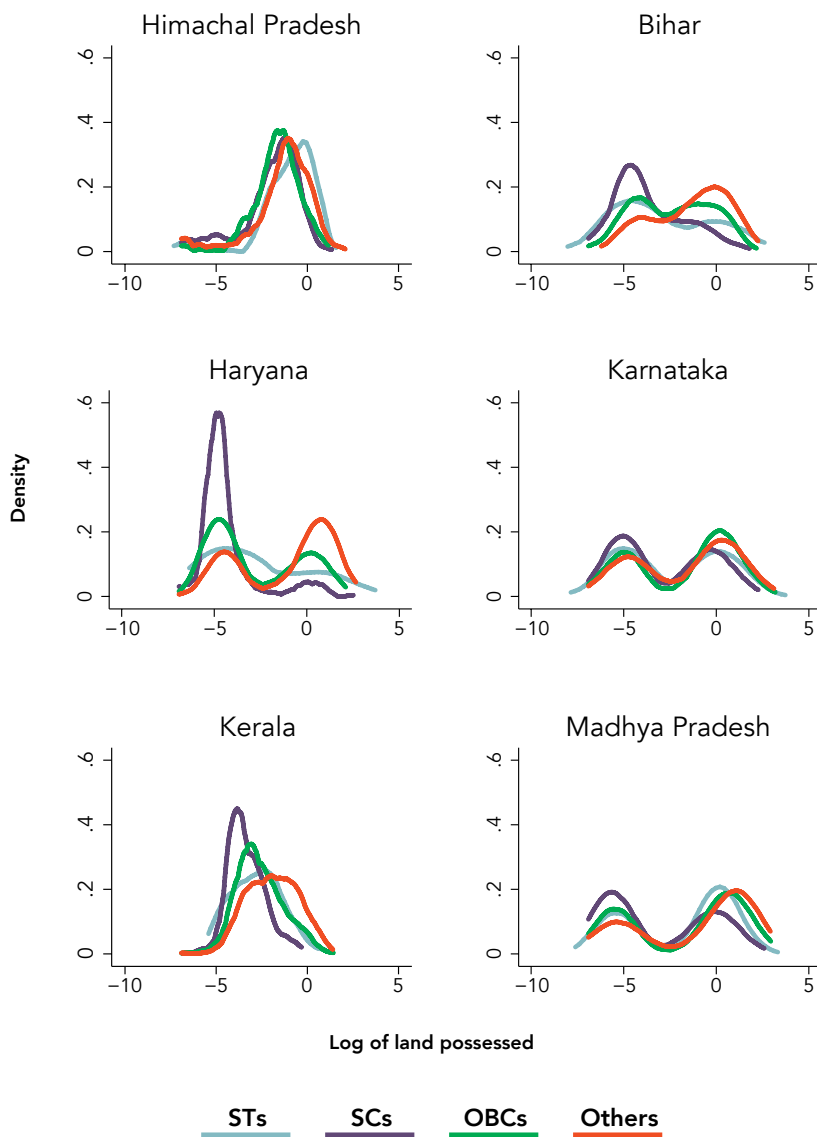 Himachal Pradesh
Bihar
.6
.4
.2
0
−10 −5 0 5
.6
.4
.2
0
−10 −5 0 5
Haryana
Karnataka
Density
.6
.4
.2
0
−10 −5 0 5
.6
.4
.2
0
−10 −5 0 5
Kerala
Madhya Pradesh
.6
.4
.2
0
−10 −5 0 5
.6
.4
.2
0
−10 −5 0 5
Log of land possessed
STs SCs OBCs Others